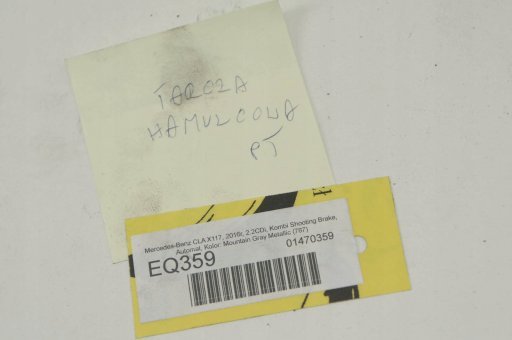 TARCZA
HAMULCOWA
PT
Mercedes-Benz CLA X117, 2016r, 2.2CDi, Kombi Shooting Brake,
Automat, Kolor: Mountain Gray Metallic (787)
EQ359
01470359